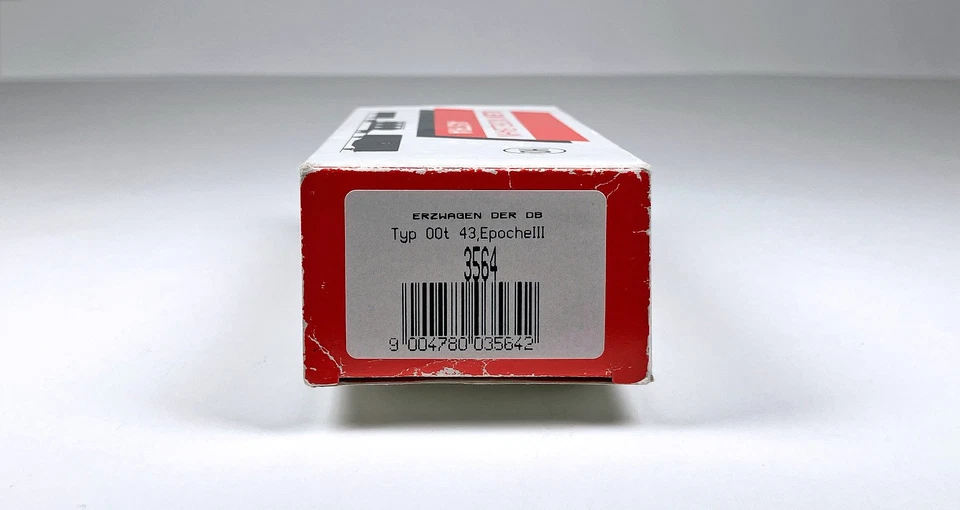 ERZWAGEN DER DB
Typ OOt 43,EpocheIII
3564
9 004780 035642